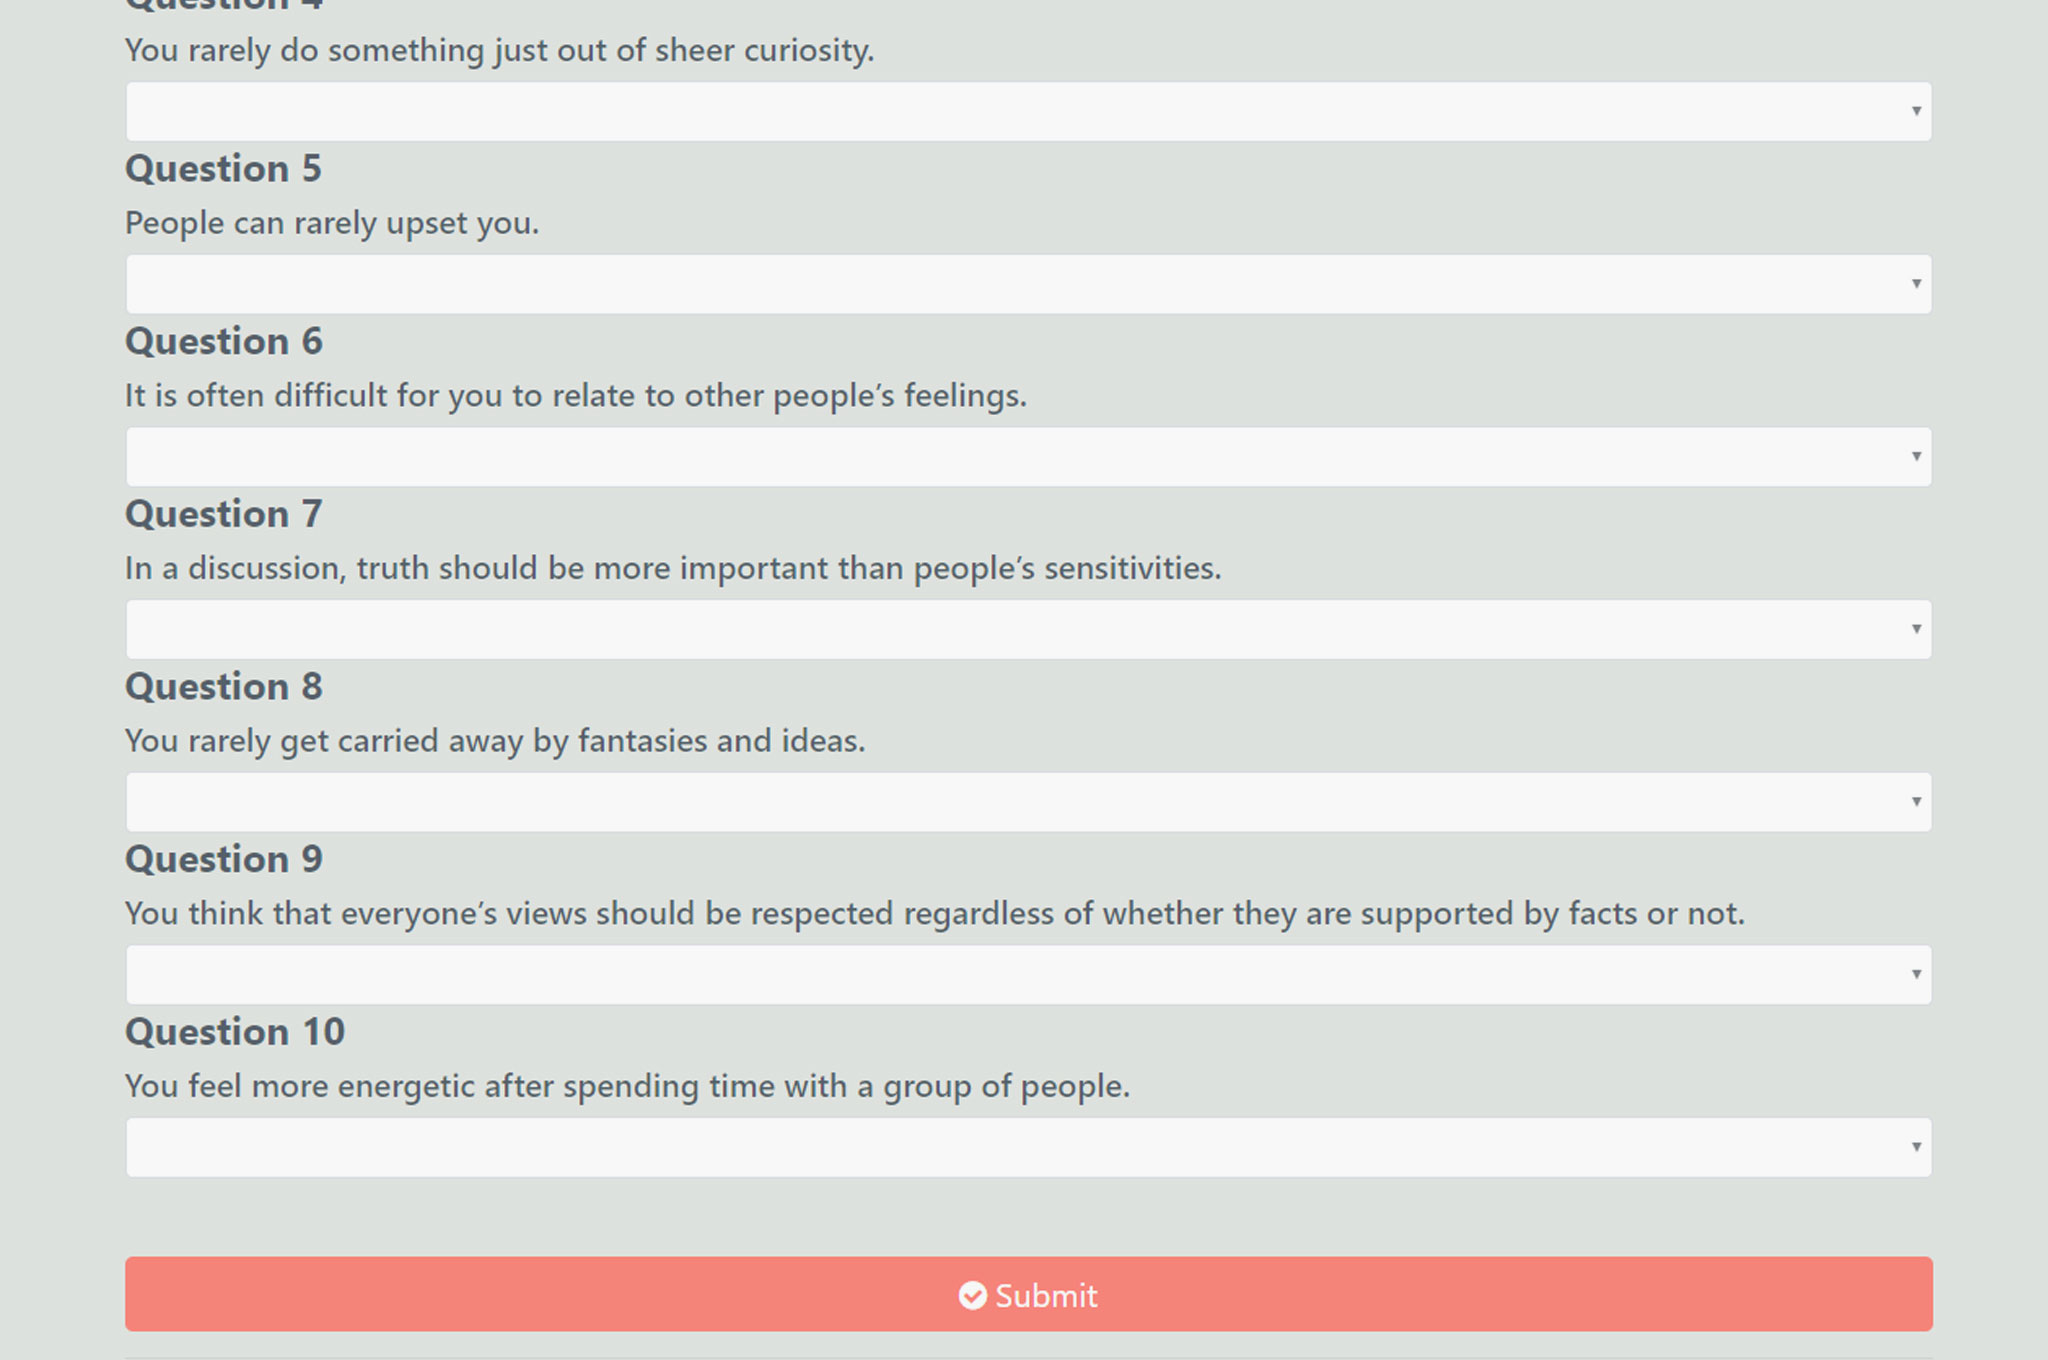 Question 4
You rarely do something just out of sheer curiosity.
Question 5
People can rarely upset you.
Question 6
It is often difficult for you to relate to other people’s feelings.
Question 7
In a discussion, truth should be more important than people’s sensitivities.
Question 8
You rarely get carried away by fantasies and ideas.
Question 9
You think that everyone’s views should be respected regardless of whether they are supported by facts or not.
Question 10
You feel more energetic after spending time with a group of people.
Submit